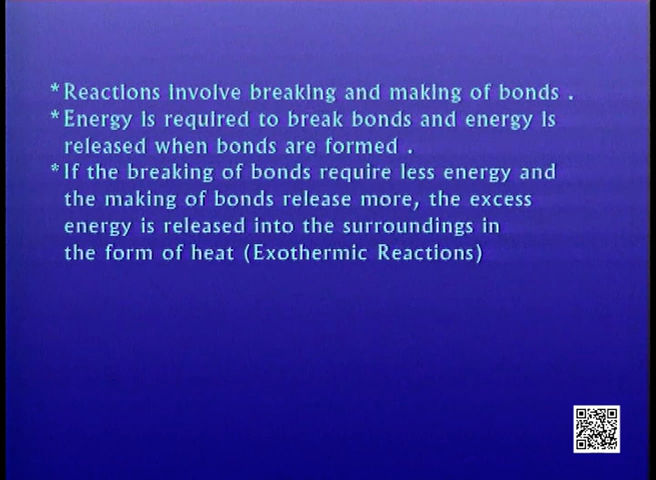 *Reactions involve breaking and making of bonds .
*Energy is required to break bonds and energy is
released when bonds are formed .
*If the breaking of bonds require less energy and
the making of bonds release more, the excess
energy is released into the surroundings in
the form of heat (Exothermic Reactions)